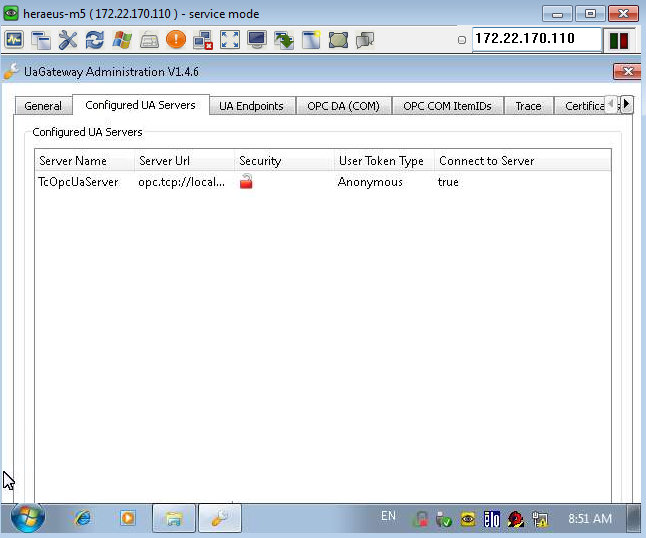 heraeus-m5 ( 172.22.170.110 ) - service mode
172.22.170.110
UaGateway Administration V1.4.6
General Configured UA Servers UA Endpoints OPC DA (COM) OPC COM ItemIDs Trace
Configured UA Servers
Server Name Server Url Security User Token Type Connect to Server
TcOpcUaServer opc.tcp://local... Anonymous true
EN 8:51 AM